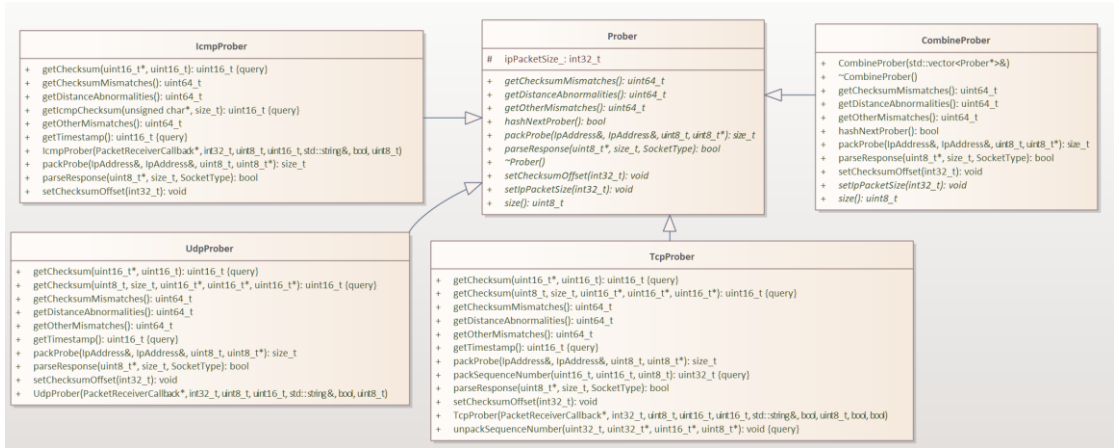 IcmpProber
+ getChecksum(uint16_t*, uint16_t): uint16_t {query}
+ getChecksumMismatches(): uint64_t
+ getDistanceAbnormalities(): uint64_t
+ getIcmpChecksum(unsigned char*, size_t): uint16_t {query}
+ getOtherMismatches(): uint64_t
+ getTimestamp(): uint16_t {query}
+ IcmpProber(PacketReceiverCallback*, int32_t, uint8_t, uint16_t, std::string&, bool, uint8_t)
+ packProbe(IpAddress&, IpAddress&, uint8_t, uint8_t*): size_t
+ parseResponse(uint8_t*, size_t, SocketType): bool
+ setChecksumOffset(int32_t): void
Prober
# ipPacketSize_: int32_t
+ getChecksumMismatches(): uint64_t
+ getDistanceAbnormalities(): uint64_t
+ getOtherMismatches(): uint64_t
+ hashNextProber(): bool
+ packProbe(IpAddress&, IpAddress&, uint8_t, uint8_t*): size_t
+ parseResponse(uint8_t*, size_t, SocketType): bool
+ ~Prober()
+ setChecksumOffset(int32_t): void
+ setIpPacketSize(int32_t): void
+ size(): uint8_t
CombineProber
+ CombineProber(std::vector<Prober*>&)
+ ~CombineProber()
+ getChecksumMismatches(): uint64_t
+ getDistanceAbnormalities(): uint64_t
+ getOtherMismatches(): uint64_t
+ hashNextProber(): bool
+ packProbe(IpAddress&, IpAddress&, uint8_t, uint8_t*): size_t
+ parseResponse(uint8_t*, size_t, SocketType): bool
+ setChecksumOffset(int32_t): void
+ setIpPacketSize(int32_t): void
+ size(): uint8_t
UdpProber
+ getChecksum(uint16_t*, uint16_t): uint16_t {query}
+ getChecksum(uint8_t, size_t, uint16_t*, uint16_t*, uint16_t*): uint16_t {query}
+ getChecksumMismatches(): uint64_t
+ getDistanceAbnormalities(): uint64_t
+ getOtherMismatches(): uint64_t
+ getTimestamp(): uint16_t {query}
+ packProbe(IpAddress&, IpAddress&, uint8_t, uint8_t*): size_t
+ parseResponse(uint8_t*, size_t, SocketType): bool
+ setChecksumOffset(int32_t): void
+ UdpProber(PacketReceiverCallback*, int32_t, uint8_t, uint16_t, std::string&, bool, uint8_t)
TcpProber
+ getChecksum(uint16_t*, uint16_t): uint16_t {query}
+ getChecksum(uint8_t, size_t, uint16_t*, uint16_t*, uint16_t*): uint16_t {query}
+ getChecksumMismatches(): uint64_t
+ getDistanceAbnormalities(): uint64_t
+ getOtherMismatches(): uint64_t
+ getTimestamp(): uint16_t {query}
+ packProbe(IpAddress&, IpAddress&, uint8_t, uint8_t*): size_t
+ packSequenceNumber(uint16_t, uint16_t, uint8_t): uint32_t {query}
+ parseResponse(uint8_t*, size_t, SocketType): bool
+ setChecksumOffset(int32_t): void
+ TcpProber(PacketReceiverCallback*, int32_t, uint8_t, uint16_t, uint16_t, std::string&, bool, uint8_t, bool, bool)
+ unpackSequenceNumber(uint32_t, uint32_t*, uint16_t*, uint8_t*): void {query}